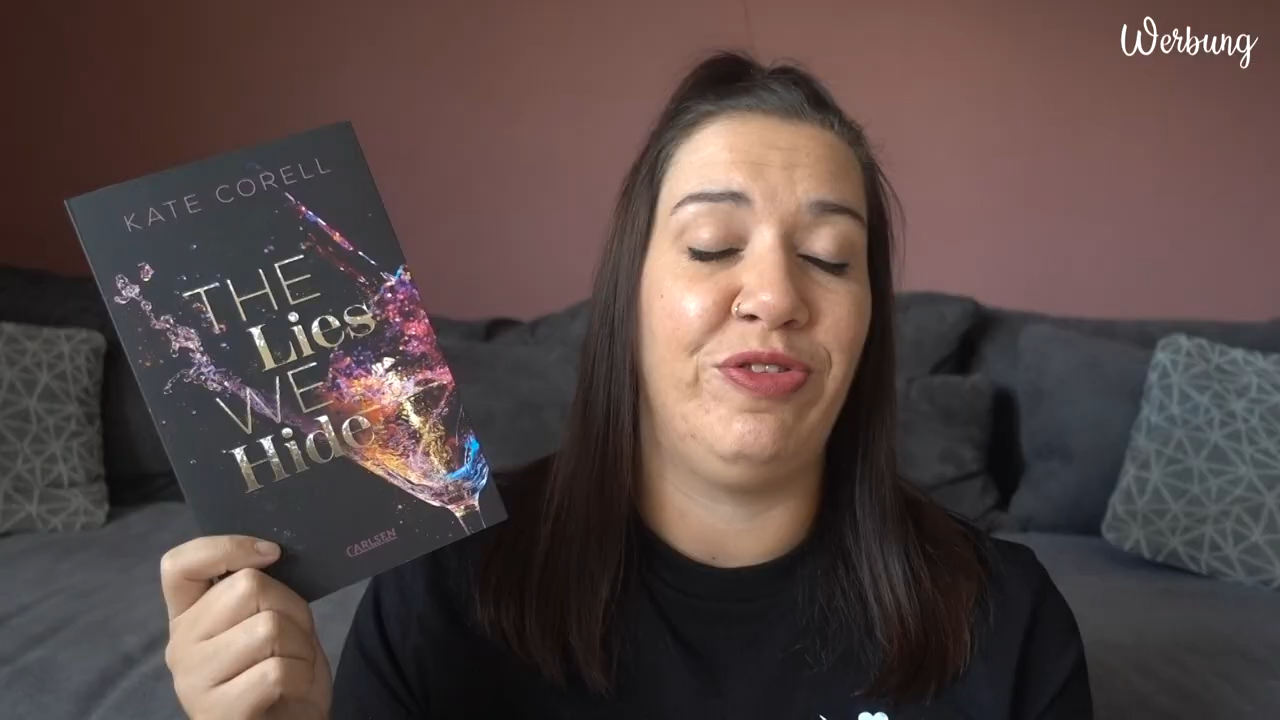 Werbung
KATE CORELL
THE
Lies
WE
Hide
CARLSEN